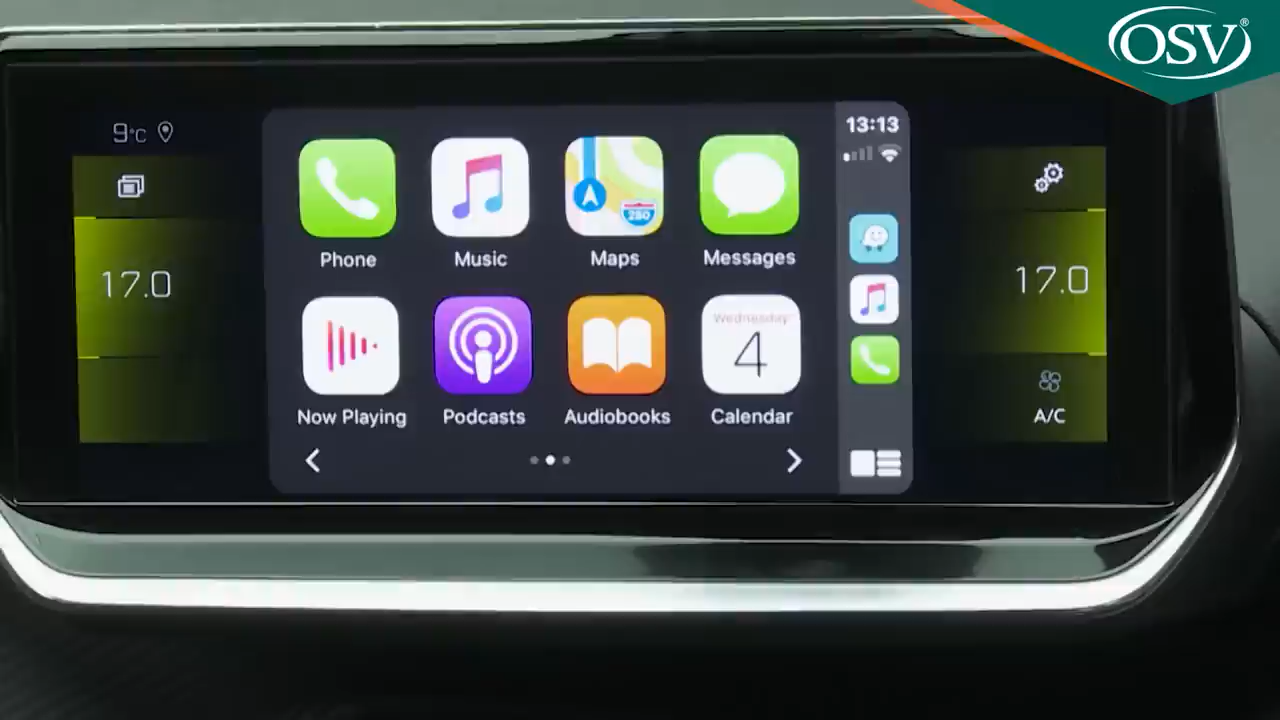 OSV®
9°C
13:13
17.0
280
17.0
Phone
Music
Maps
Messages
Wednesday
4
Now Playing
Podcasts
Audiobooks
Calendar
A/C